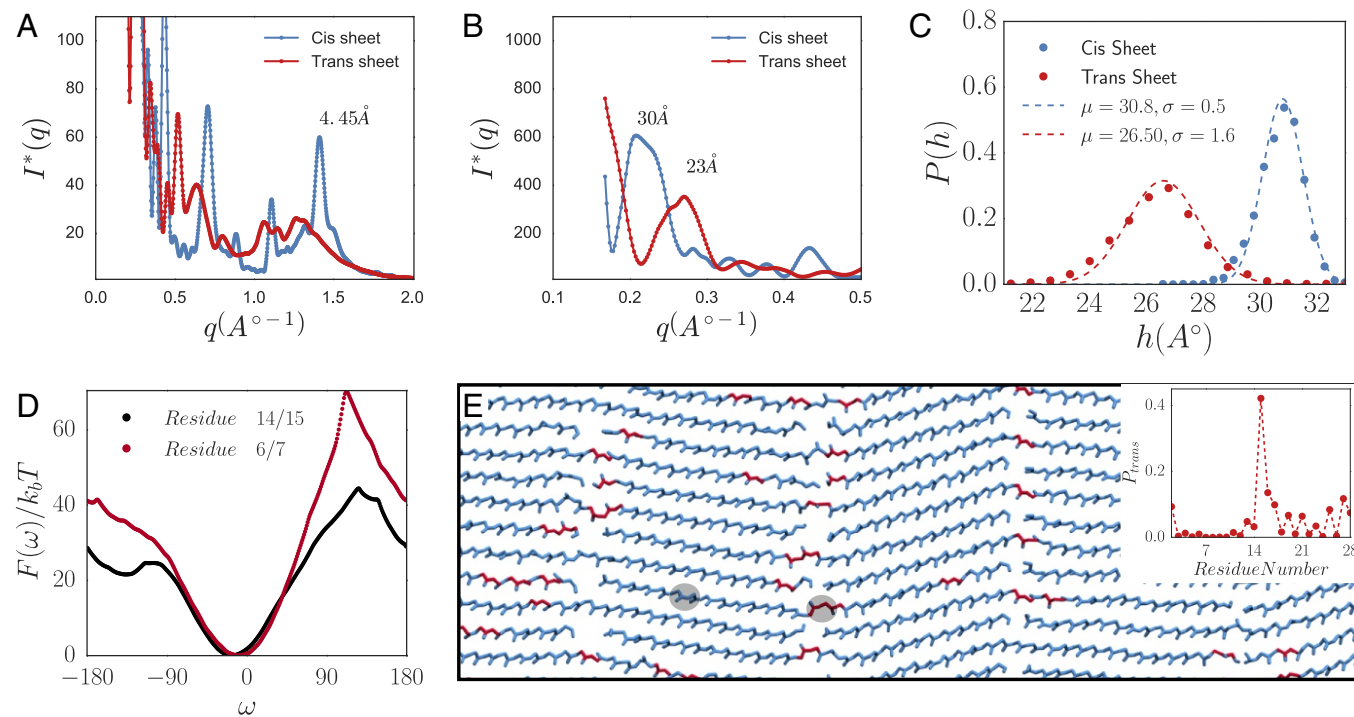 A
100
80
60
40
20
0.0
0.5
1.0
1.5
2.0
I*(q)
q(A°⁻¹)
Cis sheet
Trans sheet
4.45Å
B
1000
800
600
400
200
0.1
0.2
0.3
0.4
0.5
I*(q)
q(A°⁻¹)
Cis sheet
Trans sheet
30Å
23Å
C
0.8
0.6
0.4
0.2
0.0
22
24
26
28
30
32
P(h)
h(A°)
Cis Sheet
Trans Sheet
μ = 30.8, σ = 0.5
μ = 26.50, σ = 1.6
D
60
40
20
0
−180
−90
0
90
180
F(ω)/k_bT
ω
Residue 14/15
Residue 6/7
E
0.4
0.2
0.0
7
14
21
28
P_trans
ResidueNumber